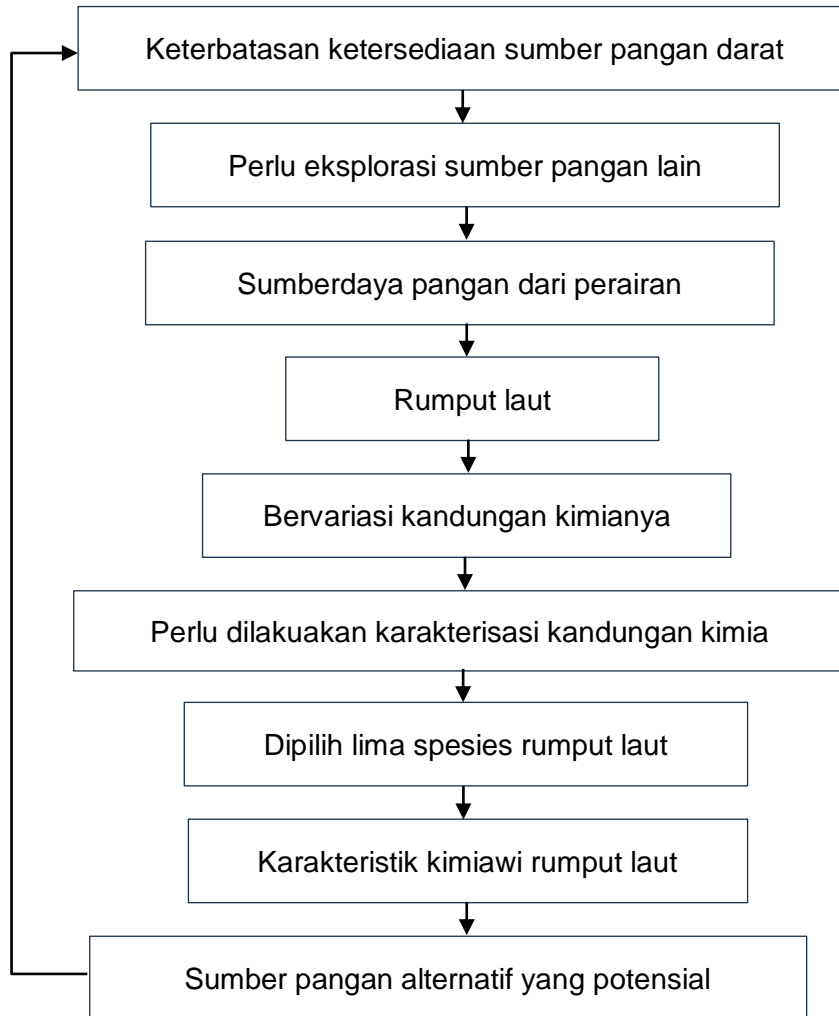 Keterbatasan ketersediaan sumber pangan darat
Perlu eksplorasi sumber pangan lain
Sumberdaya pangan dari perairan
Rumput laut
Bervariasi kandungan kimianya
Perlu dilakuakan karakterisasi kandungan kimia
Dipilih lima spesies rumput laut
Karakteristik kimiawi rumput laut
Sumber pangan alternatif yang potensial